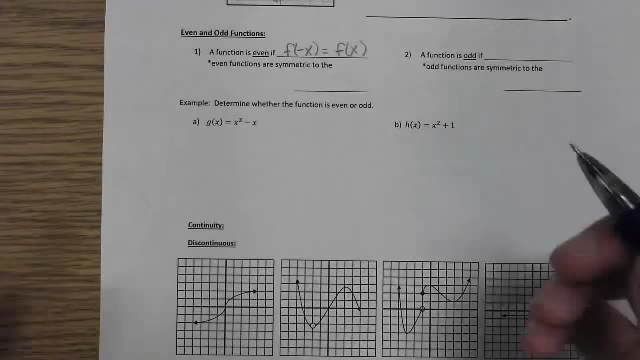 Even and Odd Functions:
1) A function is even if f(-x) = f(x)
*even functions are symmetric to the
2) A function is odd if
*odd functions are symmetric to the
Example: Determine whether the function is even or odd.
a) g(x) = x³ − x
b) h(x) = x² + 1
Continuity:
Discontinuous: